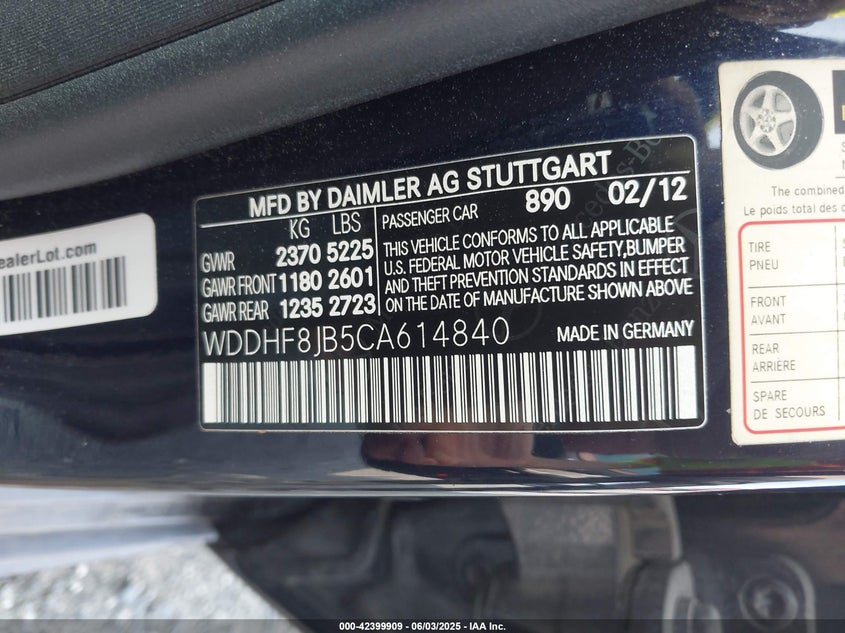 MFD BY DAIMLER AG STUTTGART
KG LBS
GVWR 2370 5225
GAWR FRONT 1180 2601
GAWR REAR 1235 2723
PASSENGER CAR 890 02/12
THIS VEHICLE CONFORMS TO ALL APPLICABLE
U.S. FEDERAL MOTOR VEHICLE SAFETY,BUMPER
AND THEFT PREVENTION STANDARDS IN EFFECT
ON THE DATE OF MANUFACTURE SHOWN ABOVE
WDDHF8JB5CA614840 MADE IN GERMANY
ealerLot.com
The combined
Le poids total des
TIRE
PNEU
FRONT
AVANT
REAR
ARRIÈRE
SPARE
DE SECOURS
000-42399909 - 06/03/2025 - IAA Inc.